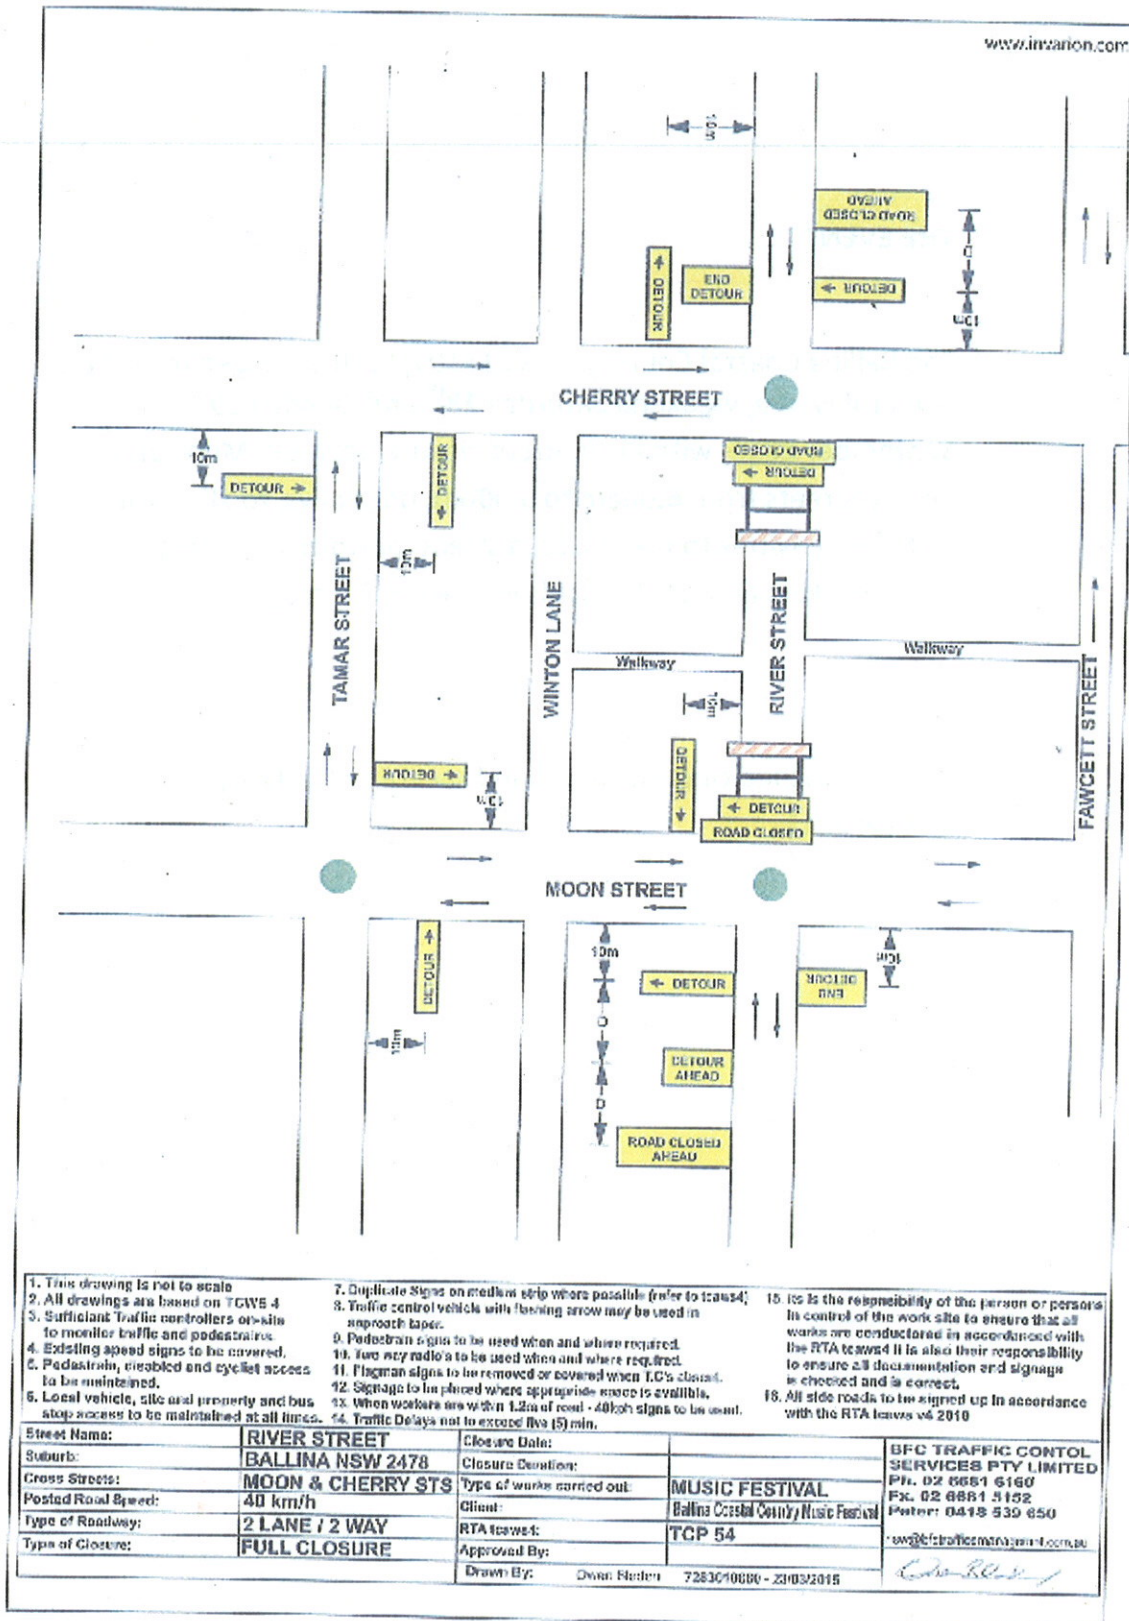 www.invarion.com
10m
ROAD CLOSED
AHEAD
D
DETOUR
END
DETOUR
DETOUR
10m
CHERRY STREET
10m
DETOUR
DETOUR
ROAD CLOSED
DETOUR
10m
TAMAR STREET
WINTON LANE
RIVER STREET
FAWCETT STREET
Walkway
Walkway
10m
DETOUR
DETOUR
10m
DETOUR
ROAD CLOSED
MOON STREET
DETOUR
10m
10m
DETOUR
END
DETOUR
10m
D
DETOUR
AHEAD
D
ROAD CLOSED
AHEAD
1. This drawing is not to scale
2. All drawings are based on TCWS 4
3. Sufficiant Traffic controllers on-site
to monitor traffic and podestrains.
4. Existing speed signs to be covered.
5. Pedestrain, disabled and cyclist access
to be maintained.
6. Local vehicle, site and property and bus
stop access to be maintained at all times.
7. Duplicate Signs on medium strip where possible (refer to tcaws4)
8. Traffic control vehicle with flashing arrow may be used in
approach taper.
9. Pedestrain signs to be used when and where required.
10. Two way radio's to be used when and where required.
11. Flagman signs to be removed or covered when T.C's absent.
12. Signage to be placed where appropriate space is availible.
13. When workers are within 1.2m of road - 40kph signs to be used.
14. Traffic Delays not to exceed five (5) min.
15. its is the responsibility of the person or persons
in control of the work site to ensure that all
works are conductored in accordanced with
the RTA tcaws4 it is also their responsibility
to ensure all documentation and signage
is checked and is correct.
16. All side roads to be signed up in accordance
with the RTA tcaws v4 2010
Street Name: RIVER STREET
Suburb: BALLINA NSW 2478
Cross Streets: MOON & CHERRY STS
Posted Road Speed: 40 km/h
Type of Roadway: 2 LANE / 2 WAY
Type of Closure: FULL CLOSURE
Closure Date:
Closure Duration:
Type of works carried out: MUSIC FESTIVAL
Client: Ballina Coastal Country Music Festival
RTA tcaws4: TCP 54
Approved By:
Drawn By: Owen 23/03/2015
BFC TRAFFIC CONTOL
SERVICES PTY LIMITED
Ph. 02 6681 6160
Fx. 02 6681 5152
Peter: 0418 539 650